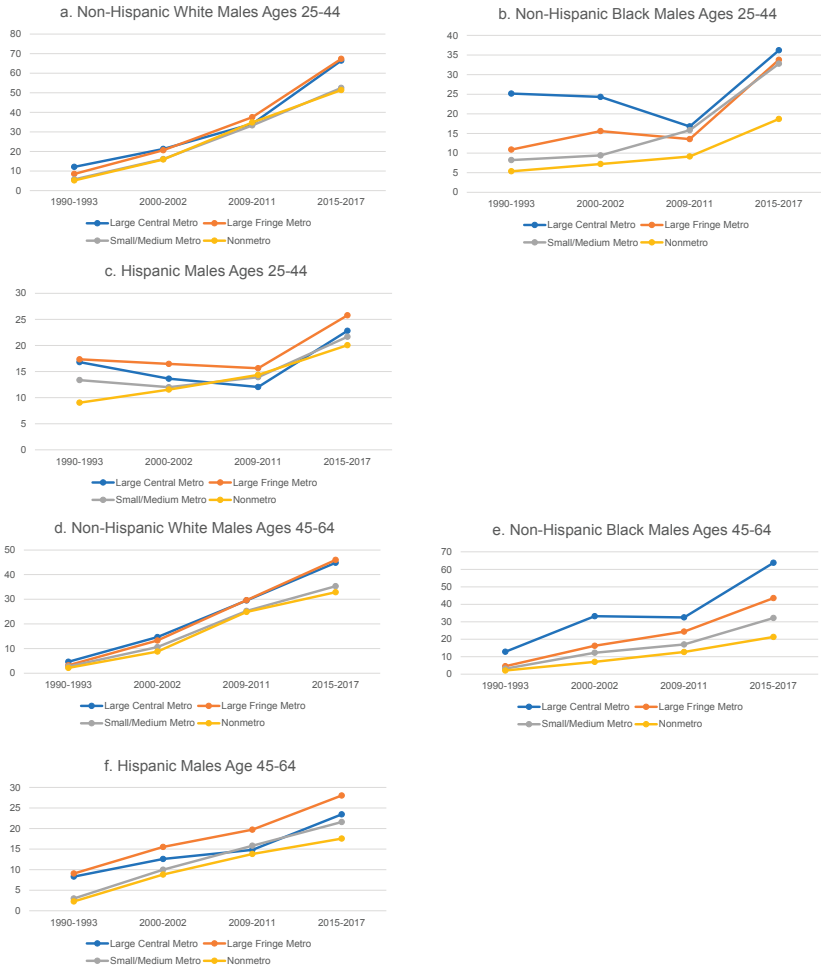 a. Non-Hispanic White Males Ages 25-44
80
70
60
50
40
30
20
10
0
1990-1993 2000-2002 2009-2011 2015-2017
Large Central Metro Large Fringe Metro
Small/Medium Metro Nonmetro
b. Non-Hispanic Black Males Ages 25-44
40
35
30
25
20
15
10
5
0
1990-1993 2000-2002 2009-2011 2015-2017
Large Central Metro Large Fringe Metro
Small/Medium Metro Nonmetro
c. Hispanic Males Ages 25-44
30
25
20
15
10
5
0
1990-1993 2000-2002 2009-2011 2015-2017
Large Central Metro Large Fringe Metro
Small/Medium Metro Nonmetro
d. Non-Hispanic White Males Ages 45-64
50
40
30
20
10
0
1990-1993 2000-2002 2009-2011 2015-2017
Large Central Metro Large Fringe Metro
Small/Medium Metro Nonmetro
e. Non-Hispanic Black Males Ages 45-64
70
60
50
40
30
20
10
0
1990-1993 2000-2002 2009-2011 2015-2017
Large Central Metro Large Fringe Metro
Small/Medium Metro Nonmetro
f. Hispanic Males Age 45-64
30
25
20
15
10
5
0
1990-1993 2000-2002 2009-2011 2015-2017
Large Central Metro Large Fringe Metro
Small/Medium Metro Nonmetro